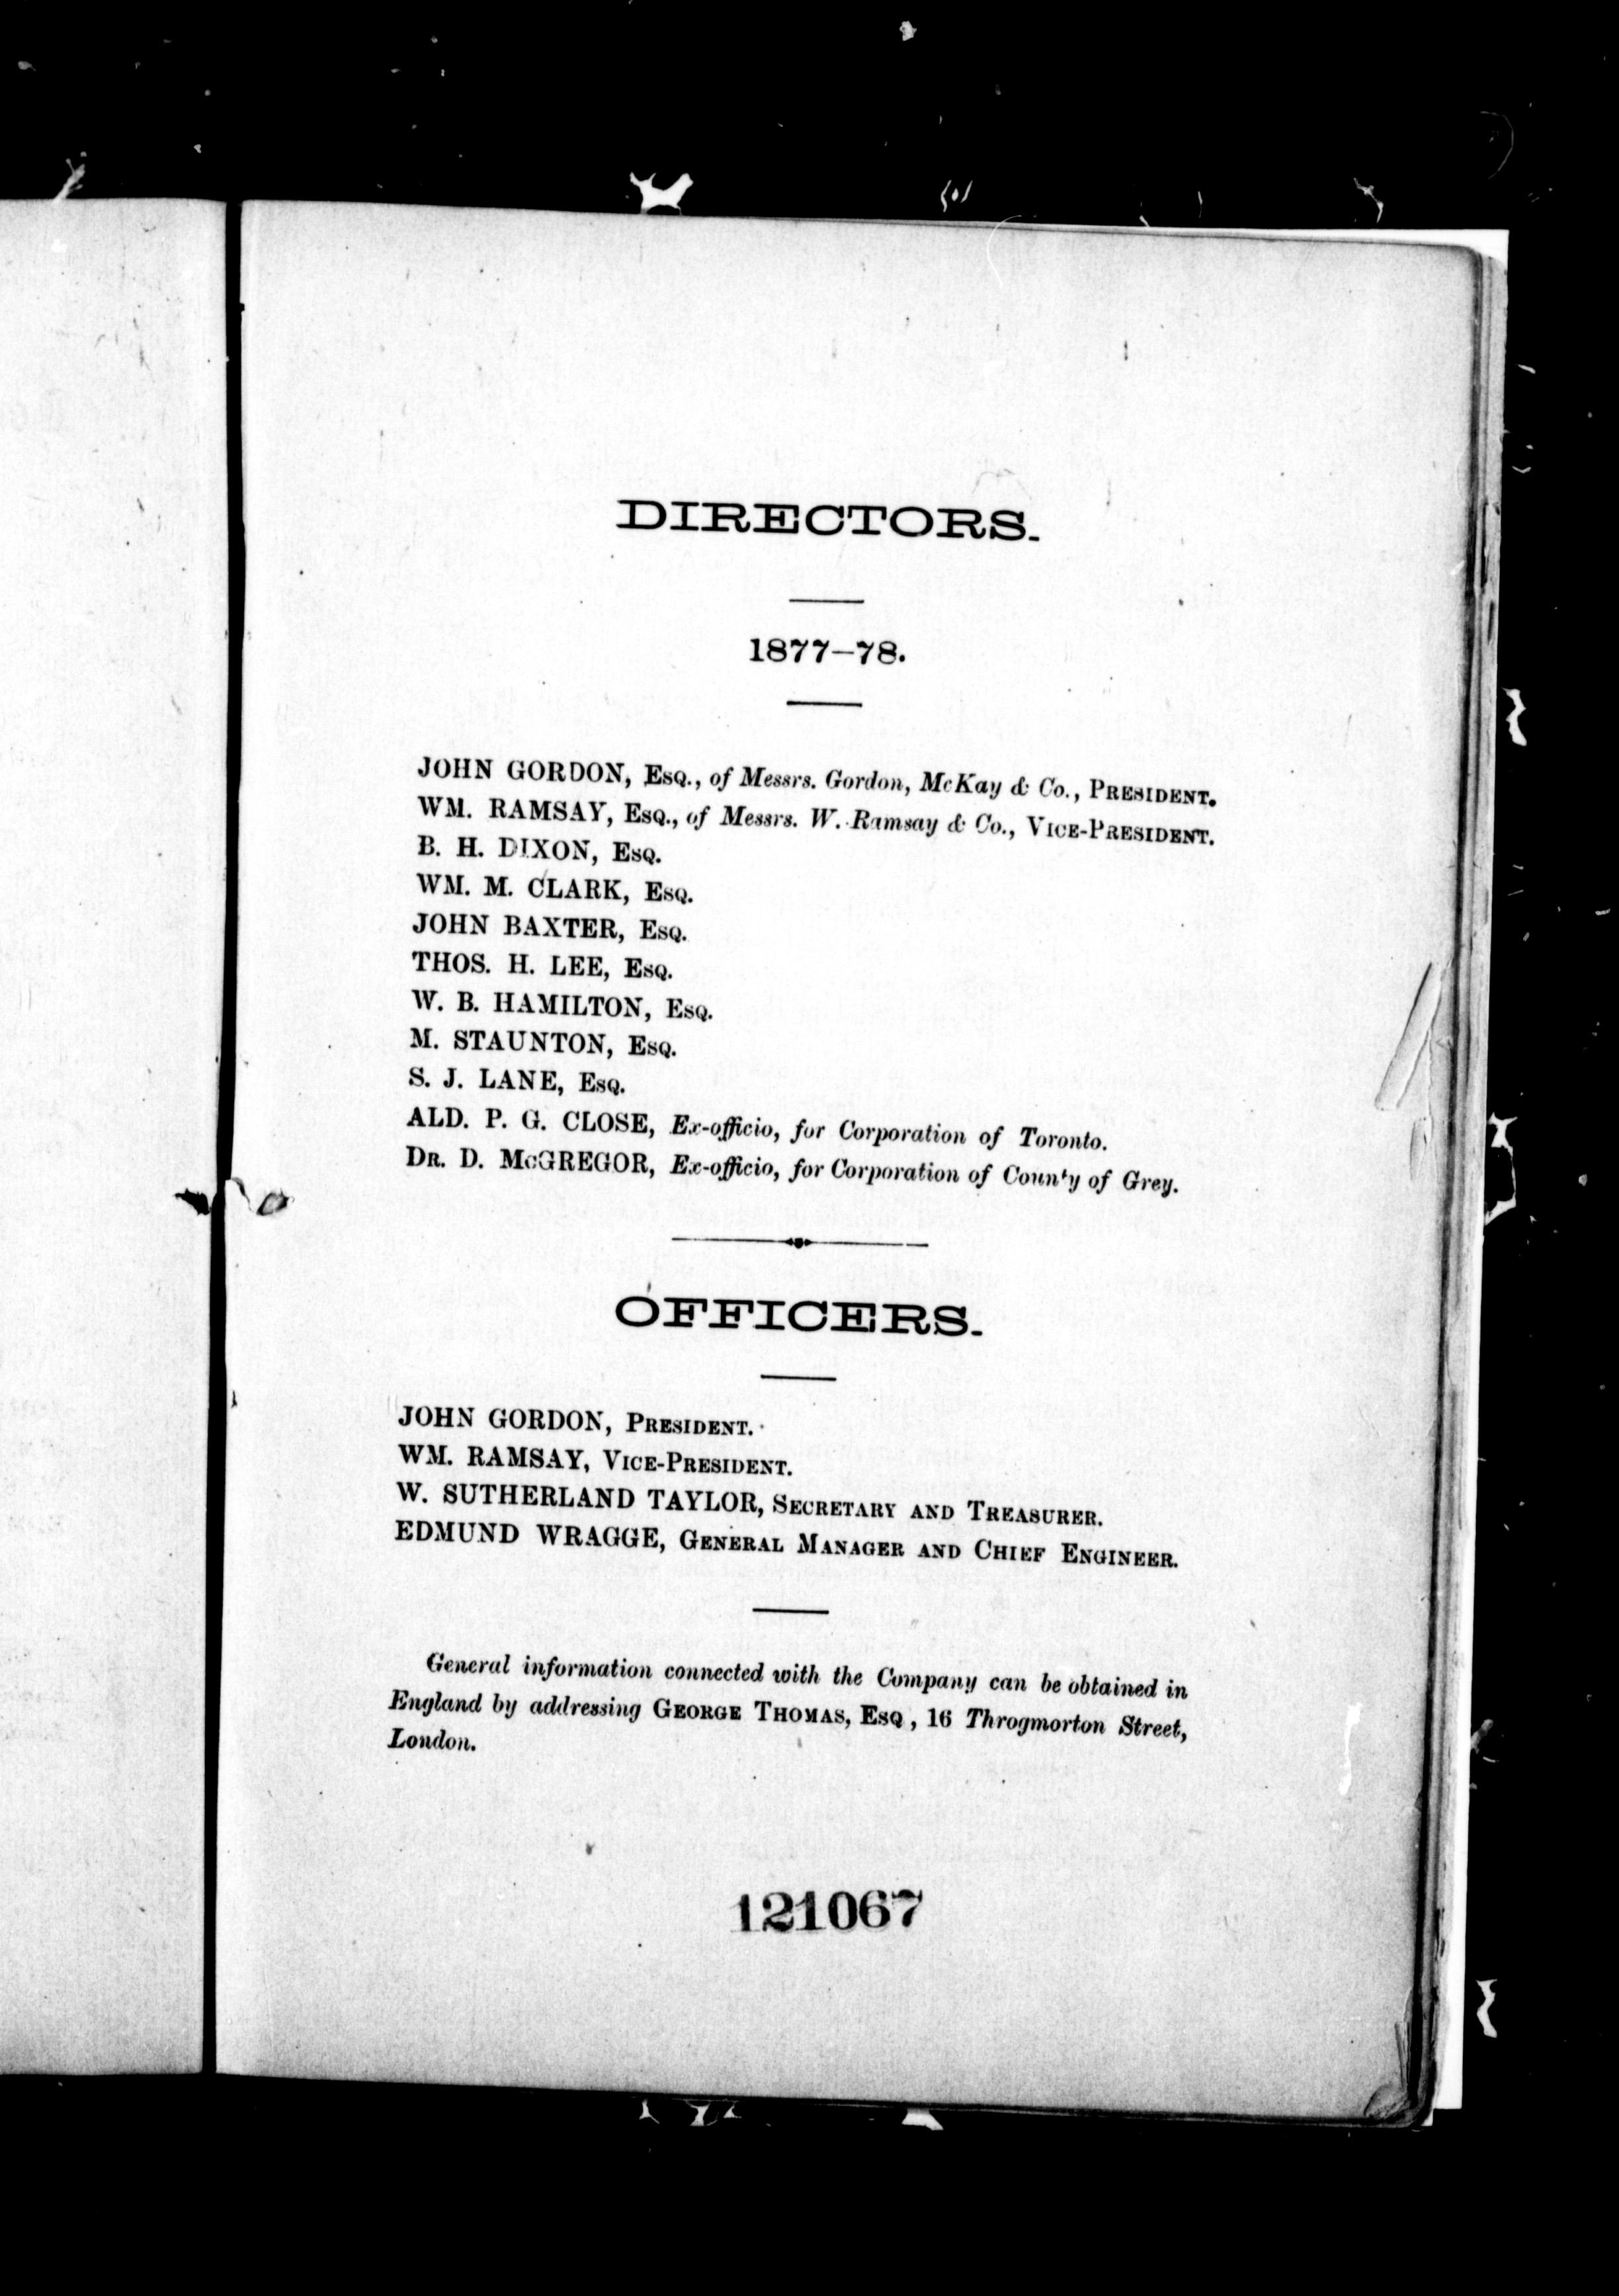 DIRECTORS.
1877–78.
JOHN GORDON, Esq., of Messrs. Gordon, McKay & Co., President.
WM. RAMSAY, Esq., of Messrs. W. Ramsay & Co., Vice-President.
B. H. DIXON, Esq.
WM. M. CLARK, Esq.
JOHN BAXTER, Esq.
THOS. H. LEE, Esq.
W. B. HAMILTON, Esq.
M. STAUNTON, Esq.
S. J. LANE, Esq.
ALD. P. G. CLOSE, Ex-officio, for Corporation of Toronto.
Dr. D. McGREGOR, Ex-officio, for Corporation of County of Grey.
OFFICERS.
JOHN GORDON, President.
WM. RAMSAY, Vice-President.
W. SUTHERLAND TAYLOR, Secretary and Treasurer.
EDMUND WRAGGE, General Manager and Chief Engineer.
General information connected with the Company can be obtained in
England by addressing George Thomas, Esq , 16 Throgmorton Street,
London.
121067